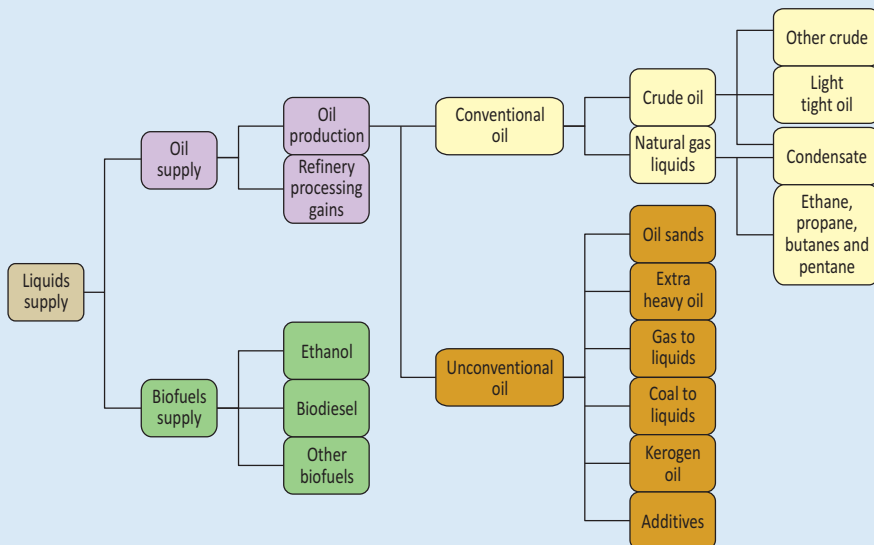 Liquids
supply
Oil
supply
Biofuels
supply
Oil
production
Refinery
processing
gains
Ethanol
Biodiesel
Other
biofuels
Conventional
oil
Unconventional
oil
Crude oil
Natural gas
liquids
Oil sands
Extra
heavy oil
Gas to
liquids
Coal to
liquids
Kerogen
oil
Additives
Other crude
Light
tight oil
Condensate
Ethane,
propane,
butanes and
pentane